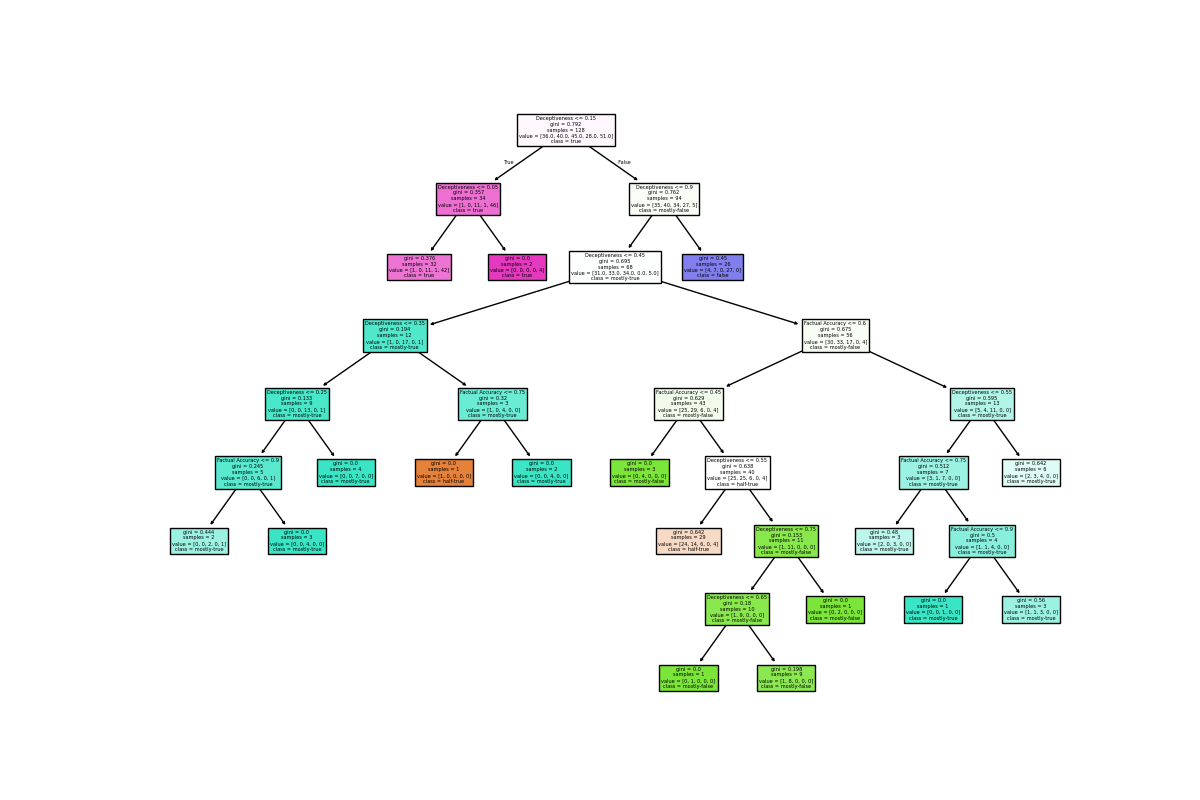 Deceptiveness <= 0.15
gini = 0.792
samples = 128
value = [36.0, 40.0, 45.0, 28.0, 51.0]
class = true
True
False
Deceptiveness <= 0.05
gini = 0.357
samples = 34
value = [1, 0, 11, 1, 46]
class = true
Deceptiveness <= 0.9
gini = 0.762
samples = 94
value = [35, 40, 34, 27, 5]
class = mostly-false
gini = 0.376
samples = 32
value = [1, 0, 11, 1, 42]
class = true
gini = 0.0
samples = 2
value = [0, 0, 0, 0, 4]
class = true
Deceptiveness <= 0.45
gini = 0.695
samples = 68
value = [31.0, 33.0, 34.0, 0.0, 5.0]
class = mostly-true
gini = 0.45
samples = 26
value = [4, 7, 0, 27, 0]
class = false
Deceptiveness <= 0.35
gini = 0.194
samples = 12
value = [1, 0, 17, 0, 1]
class = mostly-true
Factual Accuracy <= 0.6
gini = 0.675
samples = 56
value = [30, 33, 17, 0, 4]
class = mostly-false
Deceptiveness <= 0.25
gini = 0.133
samples = 9
value = [0, 0, 13, 0, 1]
class = mostly-true
Factual Accuracy <= 0.75
gini = 0.32
samples = 3
value = [1, 0, 4, 0, 0]
class = mostly-true
Factual Accuracy <= 0.45
gini = 0.629
samples = 43
value = [25, 29, 6, 0, 4]
class = mostly-false
Deceptiveness <= 0.55
gini = 0.595
samples = 13
value = [5, 4, 11, 0, 0]
class = mostly-true
Factual Accuracy <= 0.9
gini = 0.245
samples = 5
value = [0, 0, 6, 0, 1]
class = mostly-true
gini = 0.0
samples = 4
value = [0, 0, 7, 0, 0]
class = mostly-true
gini = 0.0
samples = 1
value = [1, 0, 0, 0, 0]
class = half-true
gini = 0.0
samples = 2
value = [0, 0, 4, 0, 0]
class = mostly-true
gini = 0.0
samples = 3
value = [0, 4, 0, 0, 0]
class = mostly-false
Deceptiveness <= 0.55
gini = 0.638
samples = 40
value = [25, 25, 6, 0, 4]
class = half-true
Factual Accuracy <= 0.75
gini = 0.512
samples = 7
value = [3, 1, 7, 0, 0]
class = mostly-true
gini = 0.642
samples = 6
value = [2, 3, 4, 0, 0]
class = mostly-true
gini = 0.444
samples = 2
value = [0, 0, 2, 0, 1]
class = mostly-true
gini = 0.0
samples = 3
value = [0, 0, 4, 0, 0]
class = mostly-true
gini = 0.642
samples = 29
value = [24, 14, 6, 0, 4]
class = half-true
Deceptiveness <= 0.75
gini = 0.153
samples = 11
value = [1, 11, 0, 0, 0]
class = mostly-false
gini = 0.48
samples = 3
value = [2, 0, 3, 0, 0]
class = mostly-true
Factual Accuracy <= 0.9
gini = 0.5
samples = 4
value = [1, 1, 4, 0, 0]
class = mostly-true
Deceptiveness <= 0.65
gini = 0.18
samples = 10
value = [1, 9, 0, 0, 0]
class = mostly-false
gini = 0.0
samples = 1
value = [0, 2, 0, 0, 0]
class = mostly-false
gini = 0.0
samples = 1
value = [0, 0, 1, 0, 0]
class = mostly-true
gini = 0.56
samples = 3
value = [1, 1, 3, 0, 0]
class = mostly-true
gini = 0.0
samples = 1
value = [0, 1, 0, 0, 0]
class = mostly-false
gini = 0.198
samples = 9
value = [1, 8, 0, 0, 0]
class = mostly-false